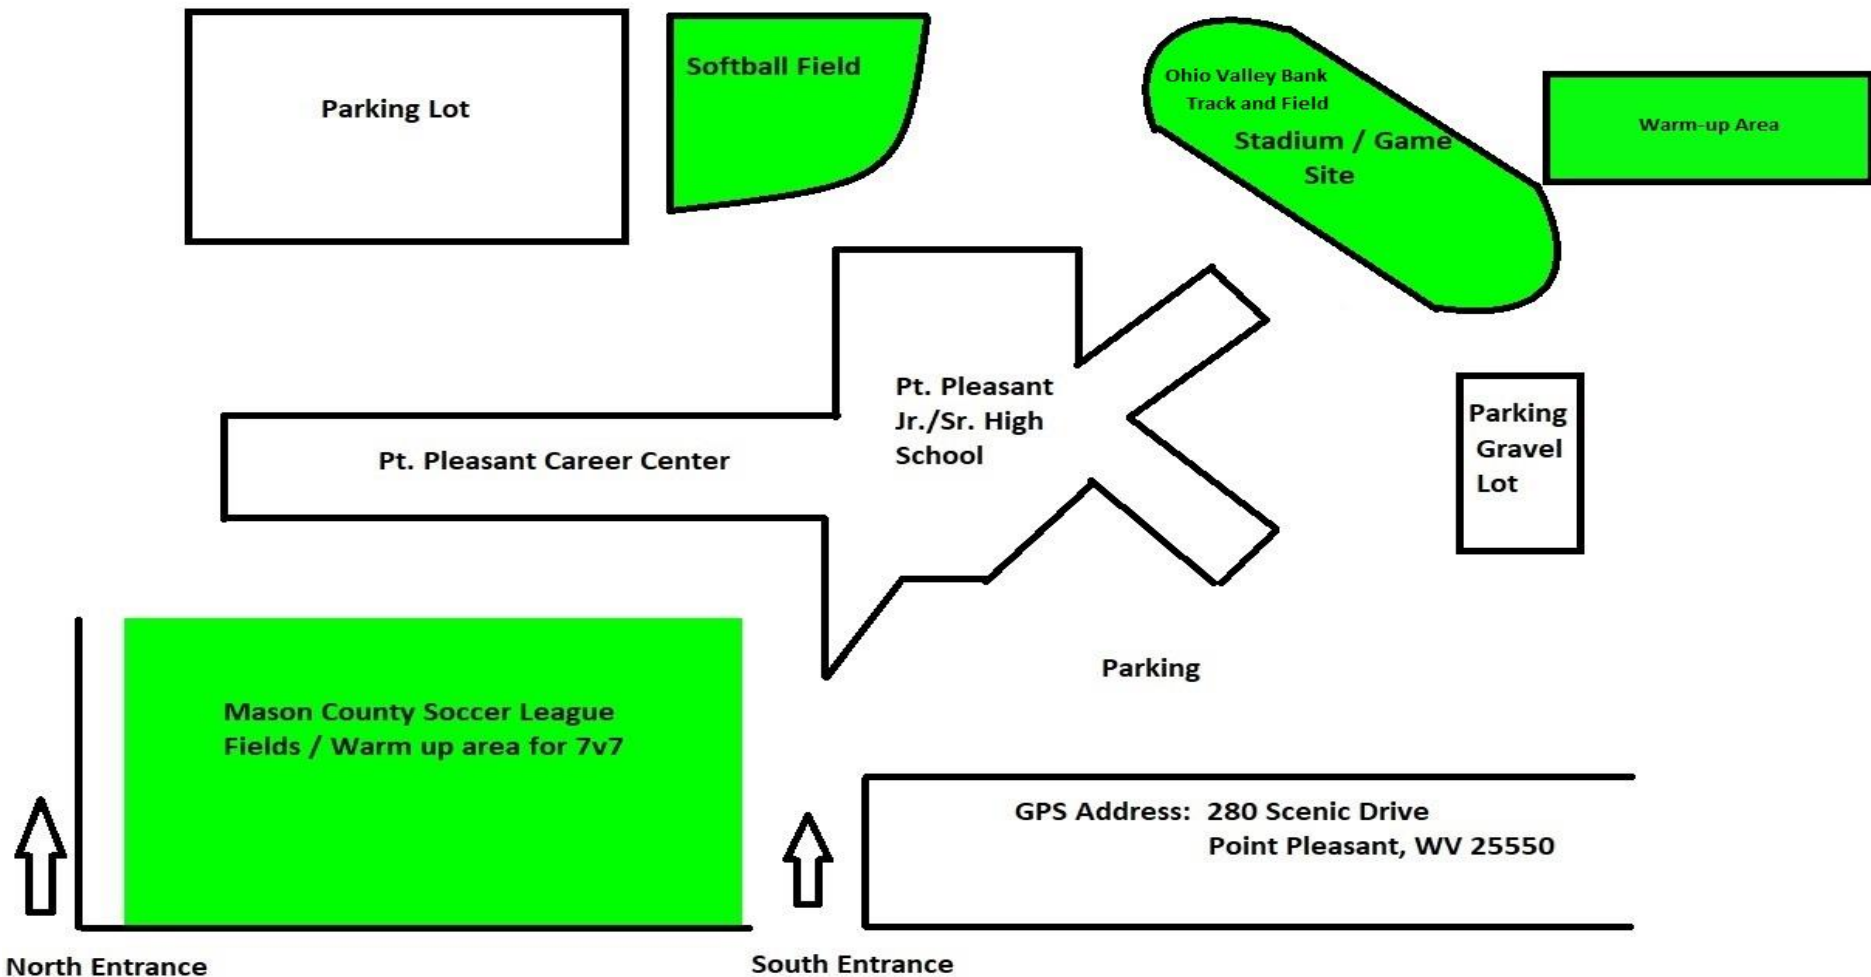 Parking Lot
Softball Field
Ohio Valley Bank
Track and Field
Stadium / Game
Site
Warm-up Area
Pt. Pleasant
Jr./Sr. High
School
Pt. Pleasant Career Center
Parking
Gravel
Lot
Parking
Mason County Soccer League
Fields / Warm up area for 7v7
GPS Address: 280 Scenic Drive
Point Pleasant, WV 25550
North Entrance
South Entrance